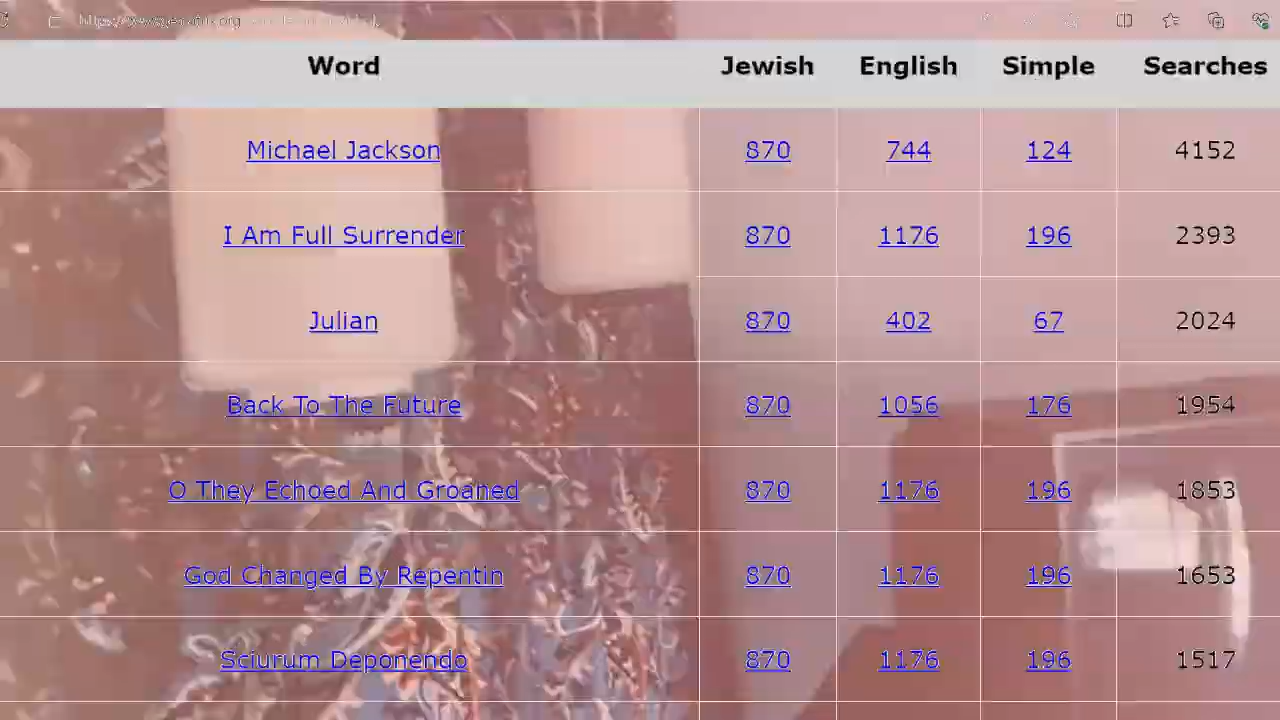 Word Jewish English Simple Searches
Michael Jackson 870 744 124 4152
I Am Full Surrender 870 1176 196 2393
Julian 870 402 67 2024
Back To The Future 870 1056 176 1954
O They Echoed And Groaned 870 1176 196 1853
God Changed By Repentin 870 1176 196 1653
Sciurum Deponendo 870 1176 196 1517